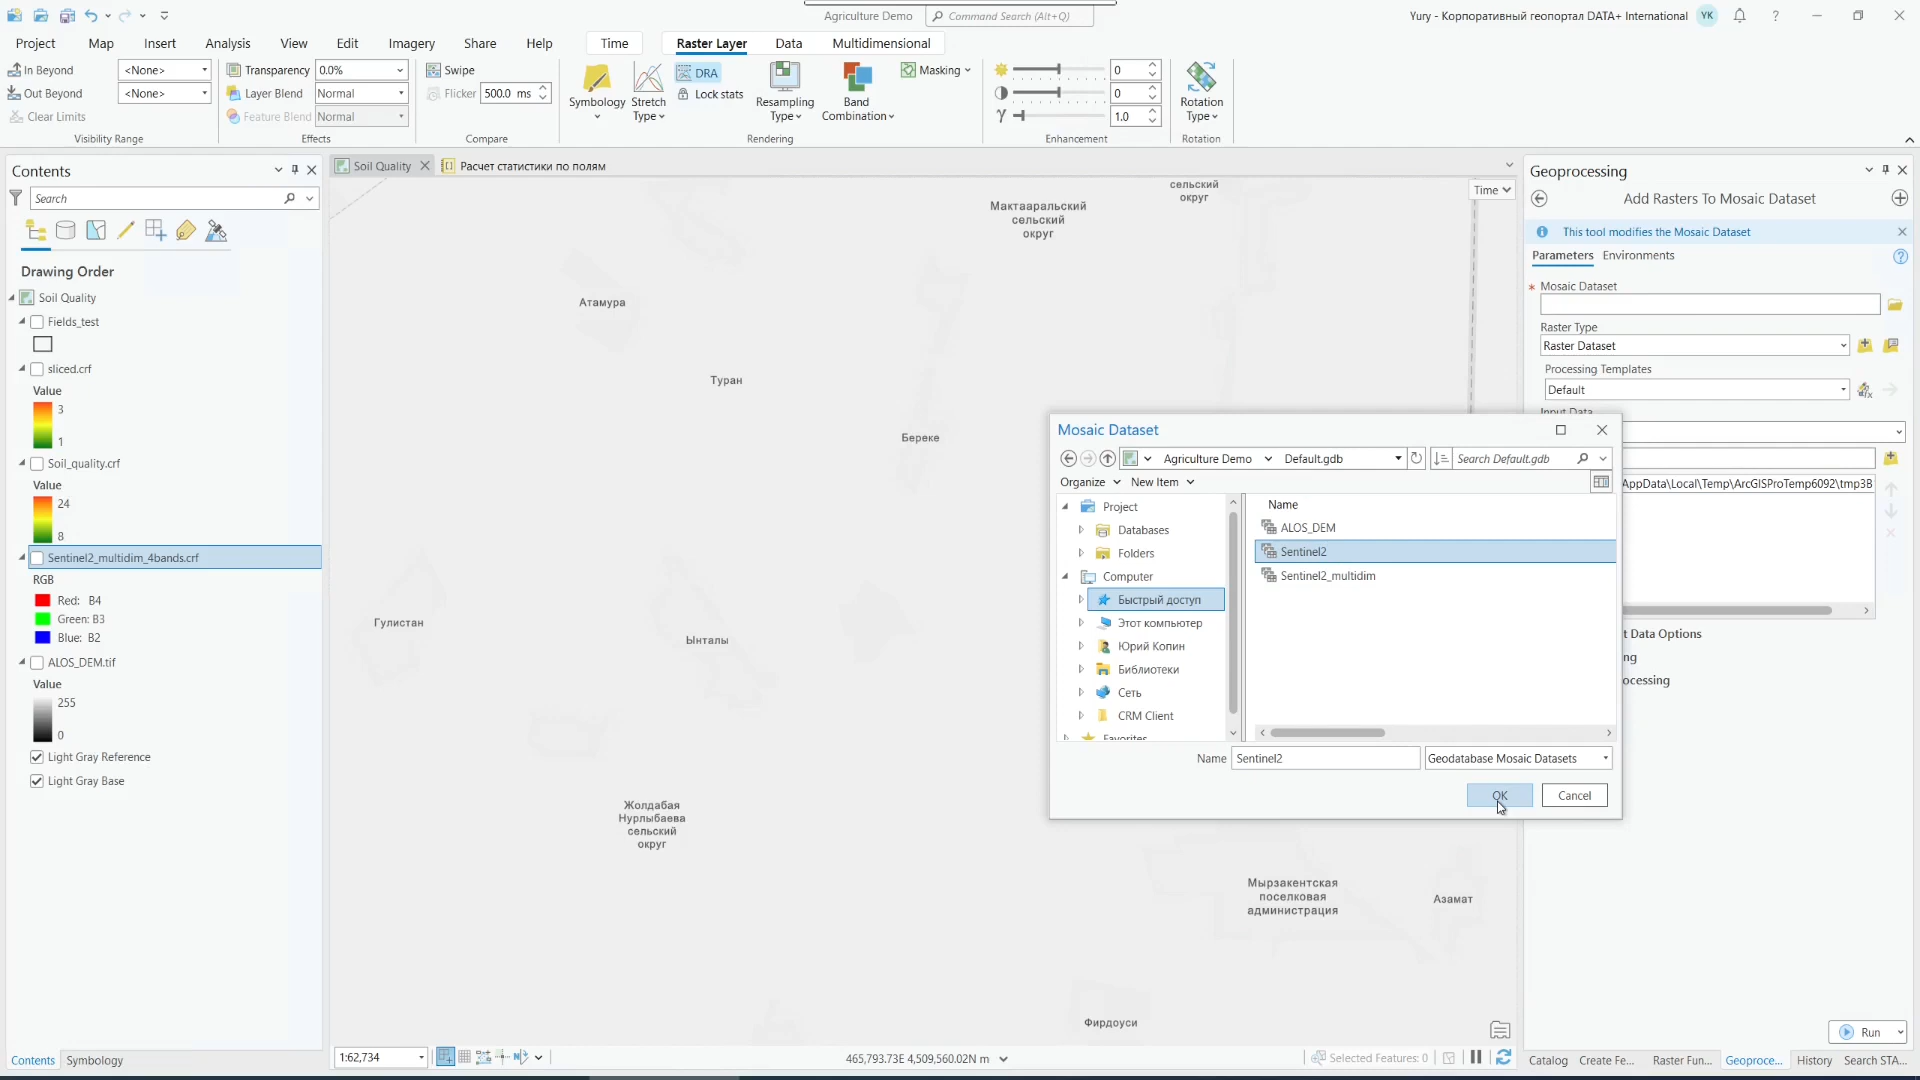 Agriculture Demo
Command Search (Alt+Q)
Yury - Корпоративный геопортал DATA+ International
YK
?
Project
Map
Insert
Analysis
View
Edit
Imagery
Share
Help
Time
Raster Layer
Data
Multidimensional
In Beyond
<None>
Out Beyond
<None>
Clear Limits
Visibility Range
Transparency
0.0%
Layer Blend
Normal
Feature Blend
Normal
Effects
Swipe
Flicker
500.0 ms
Compare
Symbology
Stretch
Type
DRA
Lock stats
Resampling
Type
Band
Combination
Masking
Rendering
0
0
γ
1.0
Enhancement
Rotation
Type
Rotation
Contents
Search
Drawing Order
Soil Quality
Fields_test
sliced.crf
Value
3
1
Soil_quality.crf
Value
24
8
Sentinel2_multidim_4bands.crf
RGB
Red: B4
Green: B3
Blue: B2
ALOS_DEM.tif
Value
255
0
Light Gray Reference
Light Gray Base
Contents
Symbology
Soil Quality
Расчет статистики по полям
Time
сельский
округ
Мактааральский
сельский
округ
Атамура
Туран
Береке
Гулистан
Ынталы
Жолдабая
Нурлыбаева
сельский
округ
Мырзакентская
поселковая
администрация
Азамат
Фирдоуси
1:62,734
465,793.73E 4,509,560.02N m
Selected Features: 0
Mosaic Dataset
Agriculture Demo
Default.gdb
Search Default.gdb
Organize
New Item
Project
Databases
Folders
Computer
Быстрый доступ
Этот компьютер
Юрий Копин
Библиотеки
Сеть
CRM Client
Favorites
Name
ALOS_DEM
Sentinel2
Sentinel2_multidim
Name
Sentinel2
Geodatabase Mosaic Datasets
OK
Cancel
Geoprocessing
Add Rasters To Mosaic Dataset
This tool modifies the Mosaic Dataset
Parameters
Environments
?
* Mosaic Dataset
Raster Type
Raster Dataset
Processing Templates
Default
Input Data
AppData\Local\Temp\ArcGISProTemp6092\tmp3B
t Data Options
ng
ocessing
Run
Catalog
Create Fe...
Raster Fun...
Geoproce...
History
Search STA...